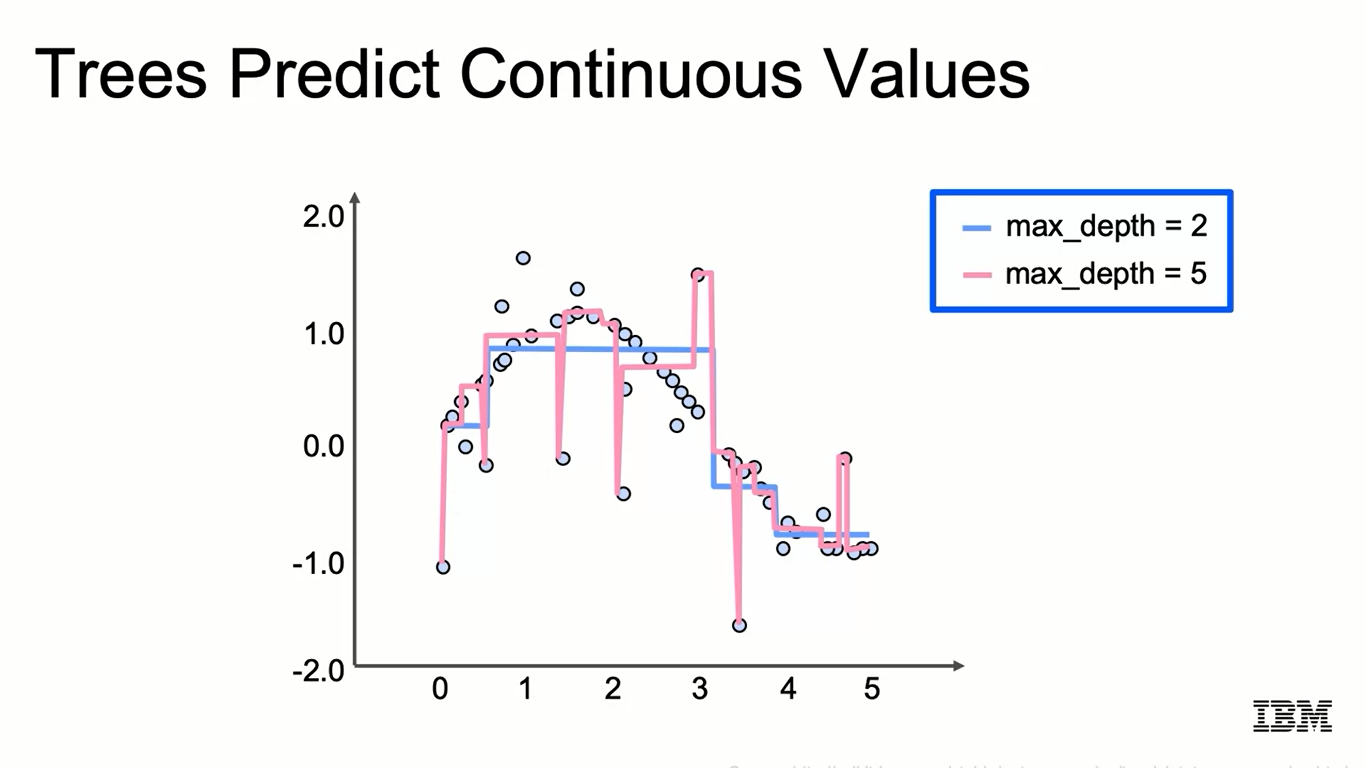 Trees Predict Continuous Values
max_depth = 2
max_depth = 5
2.0
1.0
0.0
-1.0
-2.0
0 1 2 3 4 5
IBM